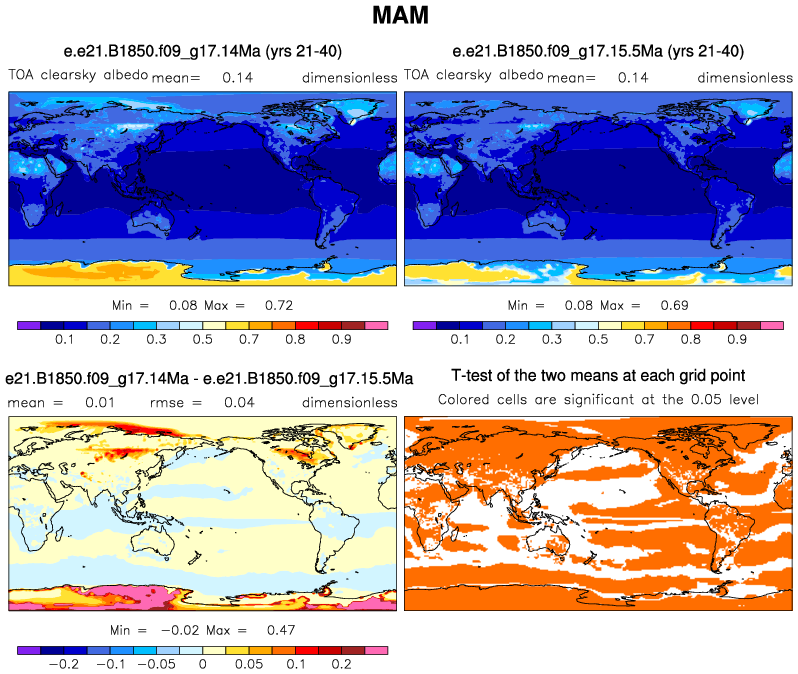 MAM
e.e21.B1850.f09_g17.14Ma (yrs 21-40)
TOA clearsky albedo mean= 0.14 dimensionless
Min = 0.08 Max = 0.72
0.1 0.2 0.3 0.4 0.5 0.7 0.8 0.9
e.e21.B1850.f09_g17.15.5Ma (yrs 21-40)
TOA clearsky albedo mean= 0.14 dimensionless
Min = 0.08 Max = 0.69
0.1 0.2 0.3 0.4 0.5 0.7 0.8 0.9
e21.B1850.f09_g17.14Ma - e.e21.B1850.f09_g17.15.5Ma
mean = 0.01 rmse = 0.04 dimensionless
Min = -0.02 Max = 0.47
-0.2 -0.1 -0.05 0 0.05 0.1 0.2
T-test of the two means at each grid point
Colored cells are significant at the 0.05 level